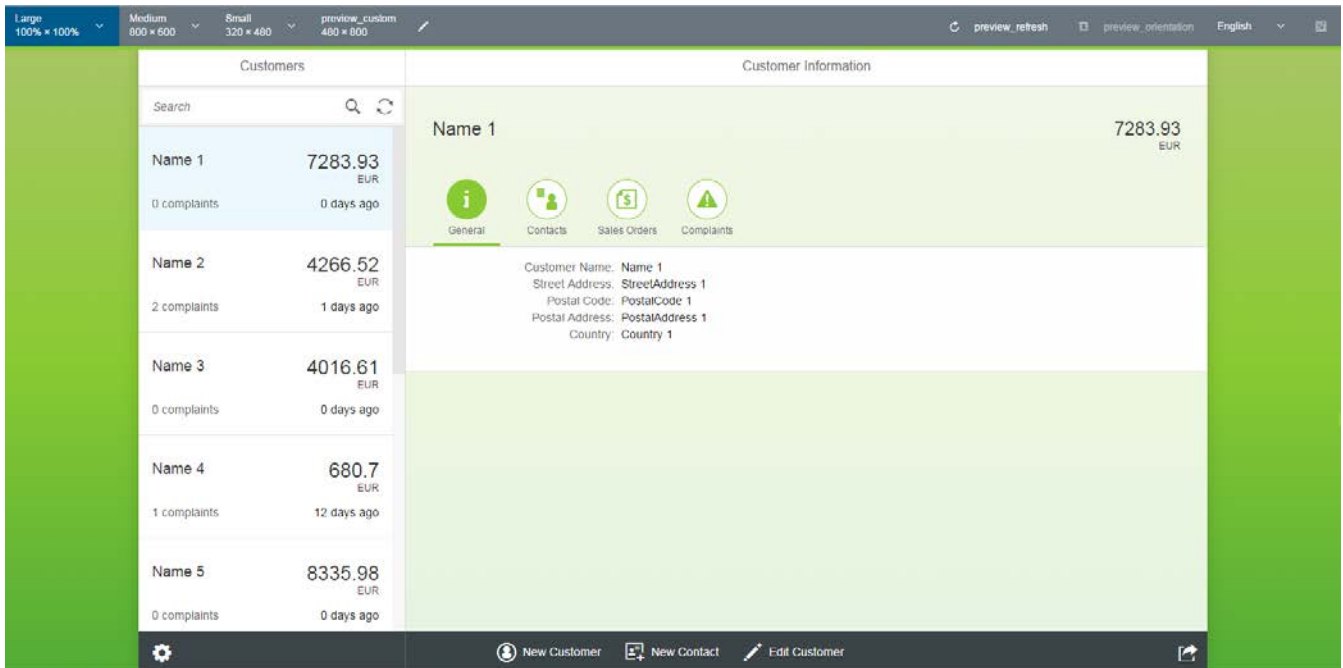 Large
100% × 100%
Medium
800 × 600
Small
320 × 480
preview_custom
480 × 800
preview_refresh
preview_orientation
English
Customers
Customer Information
Search
Name 1
7283.93
EUR
0 complaints
0 days ago
Name 2
4266.52
EUR
2 complaints
1 days ago
Name 3
4016.61
EUR
0 complaints
0 days ago
Name 4
680.7
EUR
1 complaints
12 days ago
Name 5
8335.98
EUR
0 complaints
0 days ago
Name 1
7283.93
EUR
General
Contacts
Sales Orders
Complaints
Customer Name: Name 1
Street Address: StreetAddress 1
Postal Code: PostalCode 1
Postal Address: PostalAddress 1
Country: Country 1
New Customer
New Contact
Edit Customer